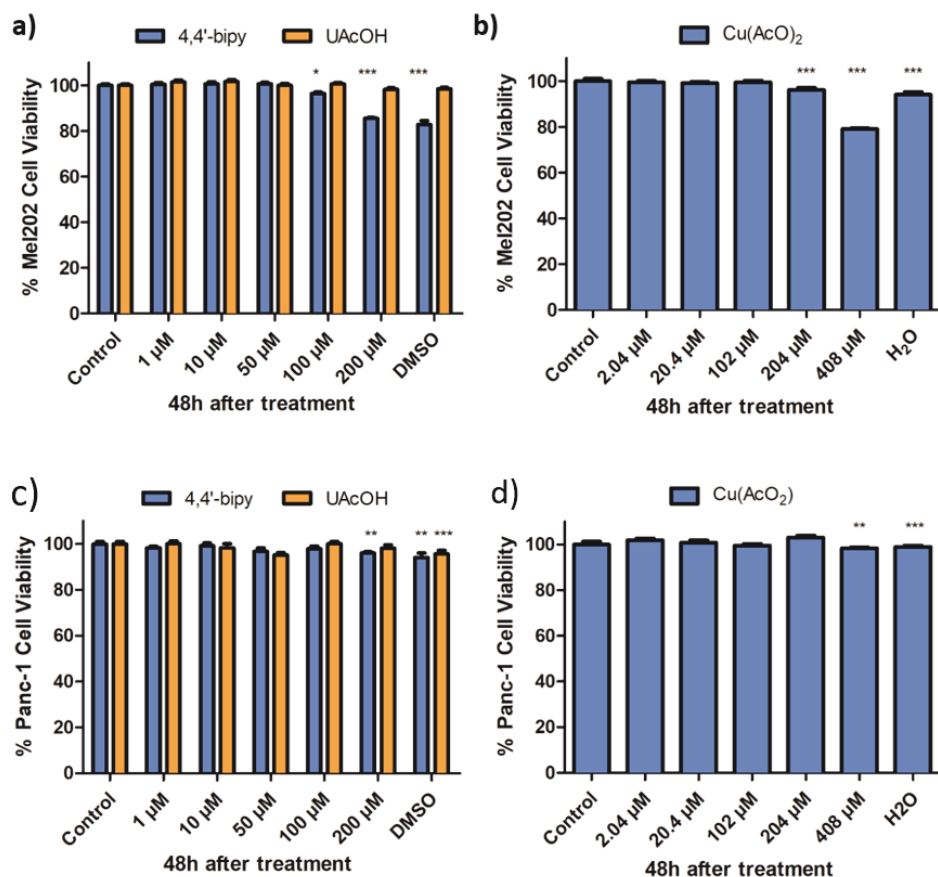 a)
4,4'-bipy UAcOH
% Mel202 Cell Viability
100
80
60
40
20
0
* *** ***
Control 1 µM 10 µM 50 µM 100 µM 200 µM DMSO
48h after treatment
b)
Cu(AcO)2
% Mel202 Cell Viability
100
80
60
40
20
0
*** *** ***
Control 2.04 µM 20.4 µM 102 µM 204 µM 408 µM H2O
48h after treatment
c)
4,4'-bipy UAcOH
% Panc-1 Cell Viability
100
80
60
40
20
0
** ** ***
Control 1 µM 10 µM 50 µM 100 µM 200 µM DMSO
48h after treatment
d)
Cu(AcO2)
% Panc-1 Cell Viability
100
80
60
40
20
0
** ***
Control 2.04 µM 20.4 µM 102 µM 204 µM 408 µM H2O
48h after treatment